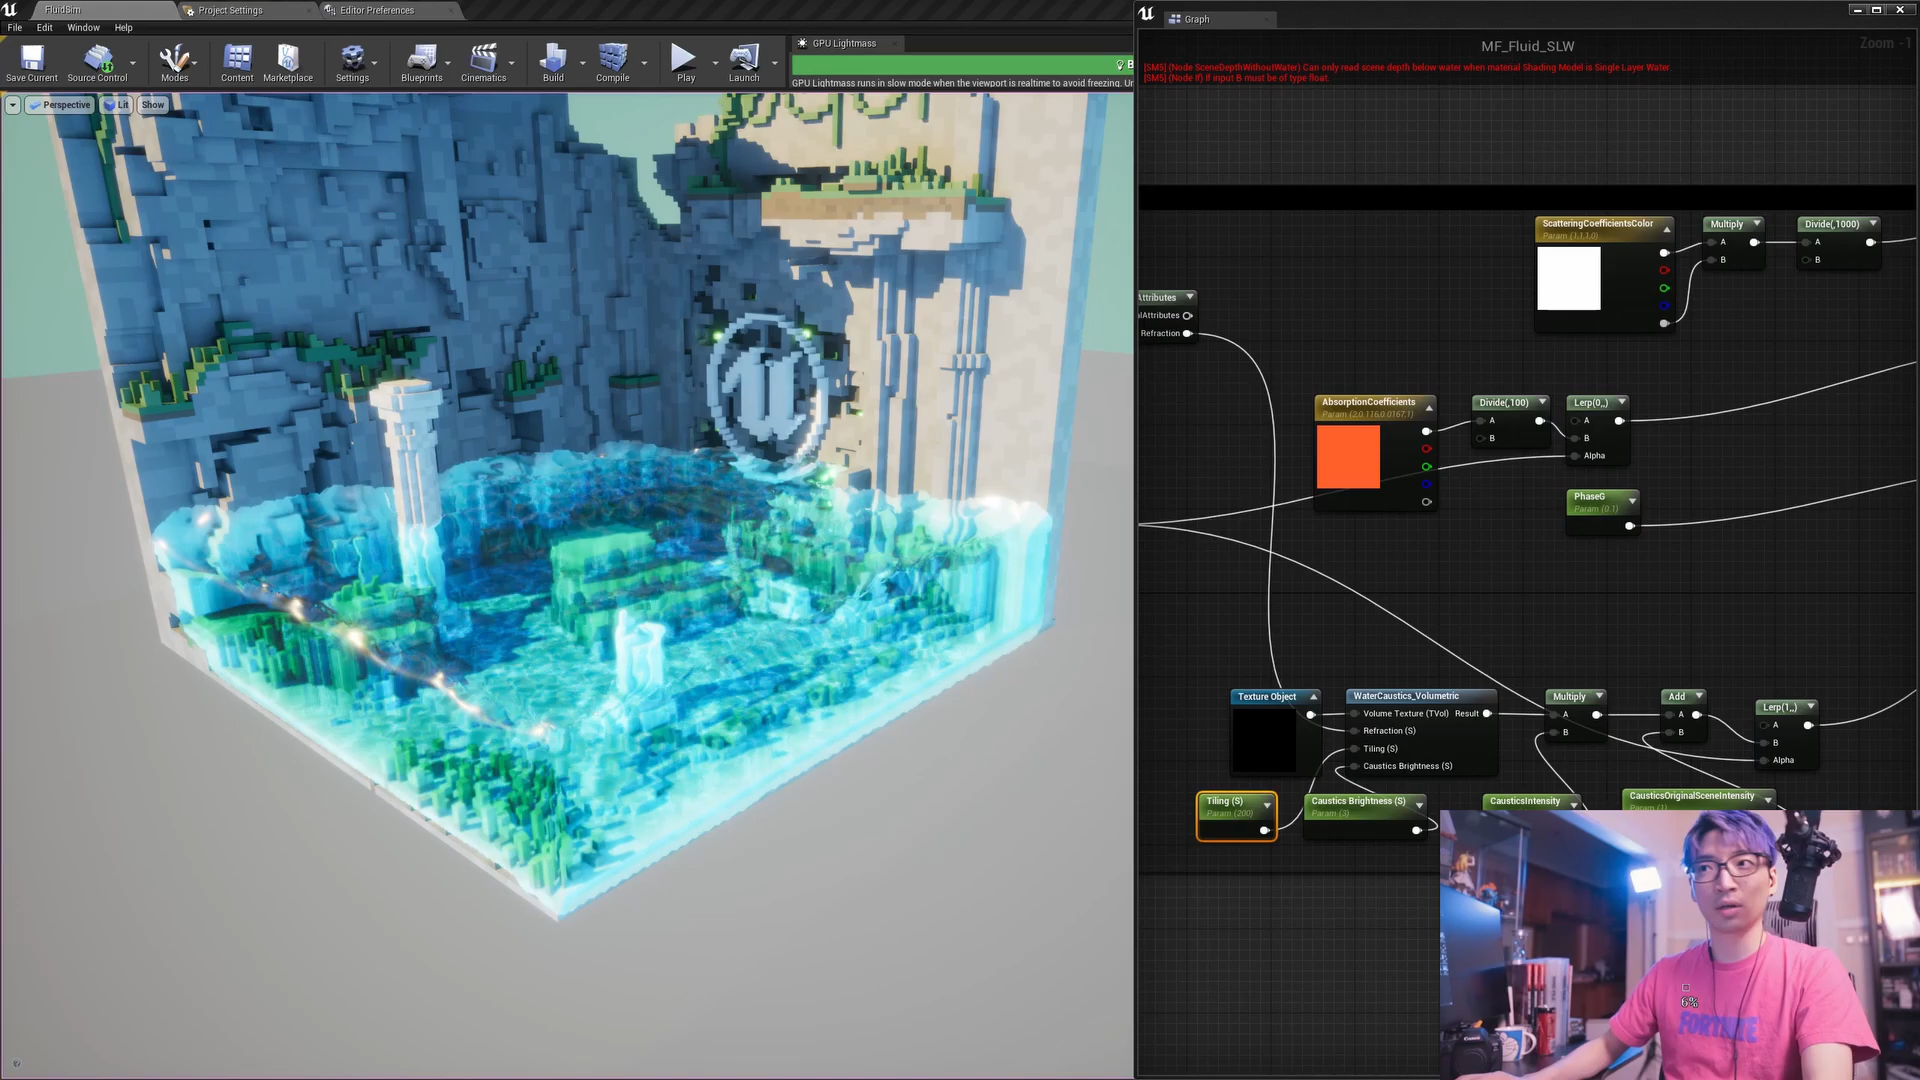 FluidSim
Project Settings
Editor Preferences
File Edit Window Help
Save Current
Source Control
Modes
Content
Marketplace
Settings
Blueprints
Cinematics
Build
Compile
Play
Launch
GPU Lightmass
B
GPU Lightmass runs in slow mode when the viewport is realtime to avoid freezing. Ur
Perspective
Lit
Show
Graph
MF_Fluid_SLW
Zoom -1
[SM5] (Node SceneDepthWithoutWater) Can only read scene depth below water when material Shading Model is Single Layer Water.
[SM5] (Node If) If input B must be of type float.
ScatteringCoefficientsColor
Param (1,1,1,0)
Multiply
A
B
Divide(,1000)
A
B
Attributes
lAttributes
Refraction
AbsorptionCoefficients
Param (2,0.116,0.0167,1)
Divide(,100)
A
B
Lerp(0,,)
A
B
Alpha
PhaseG
Param (0.1)
Texture Object
WaterCaustics_Volumetric
Volume Texture (TVol) Result
Refraction (S)
Tiling (S)
Caustics Brightness (S)
Multiply
A
B
Add
A
B
Lerp(1,,)
A
B
Alpha
Tiling (S)
Param (200)
Caustics Brightness (S)
Param (3)
CausticsIntensity
CausticsOriginalSceneIntensity
Param (1)
6%
FORTNITE
Canon